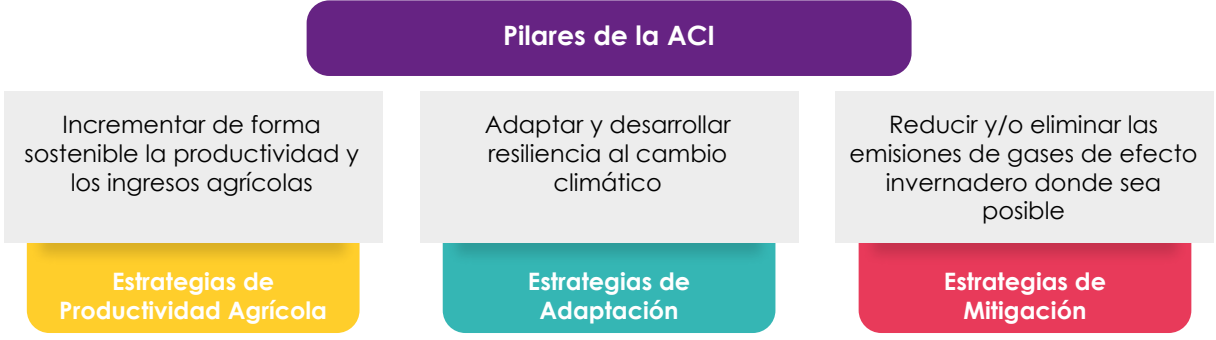 Pilares de la ACI
Incrementar de forma
sostenible la productividad y
los ingresos agrícolas
Estrategias de
Productividad Agrícola
Adaptar y desarrollar
resiliencia al cambio
climático
Estrategias de
Adaptación
Reducir y/o eliminar las
emisiones de gases de efecto
invernadero donde sea
posible
Estrategias de
Mitigación